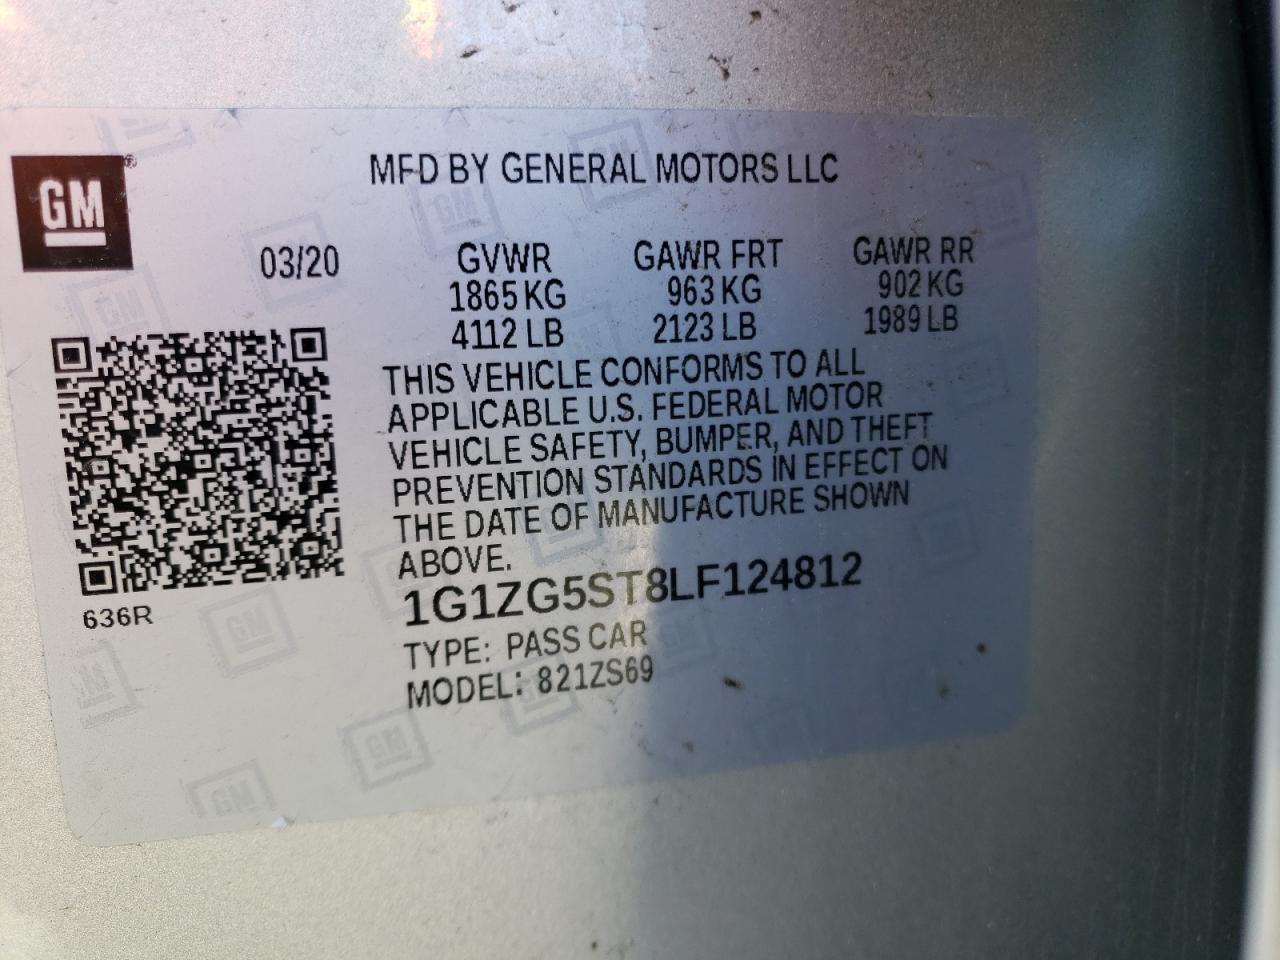 GM®
MFD BY GENERAL MOTORS LLC
03/20 GVWR GAWR FRT GAWR RR
1865 KG 963 KG 902 KG
4112 LB 2123 LB 1989 LB
THIS VEHICLE CONFORMS TO ALL
APPLICABLE U.S. FEDERAL MOTOR
VEHICLE SAFETY, BUMPER, AND THEFT
PREVENTION STANDARDS IN EFFECT ON
THE DATE OF MANUFACTURE SHOWN
ABOVE.
1G1ZG5ST8LF124812
636R
TYPE: PASS CAR
MODEL: 821ZS69